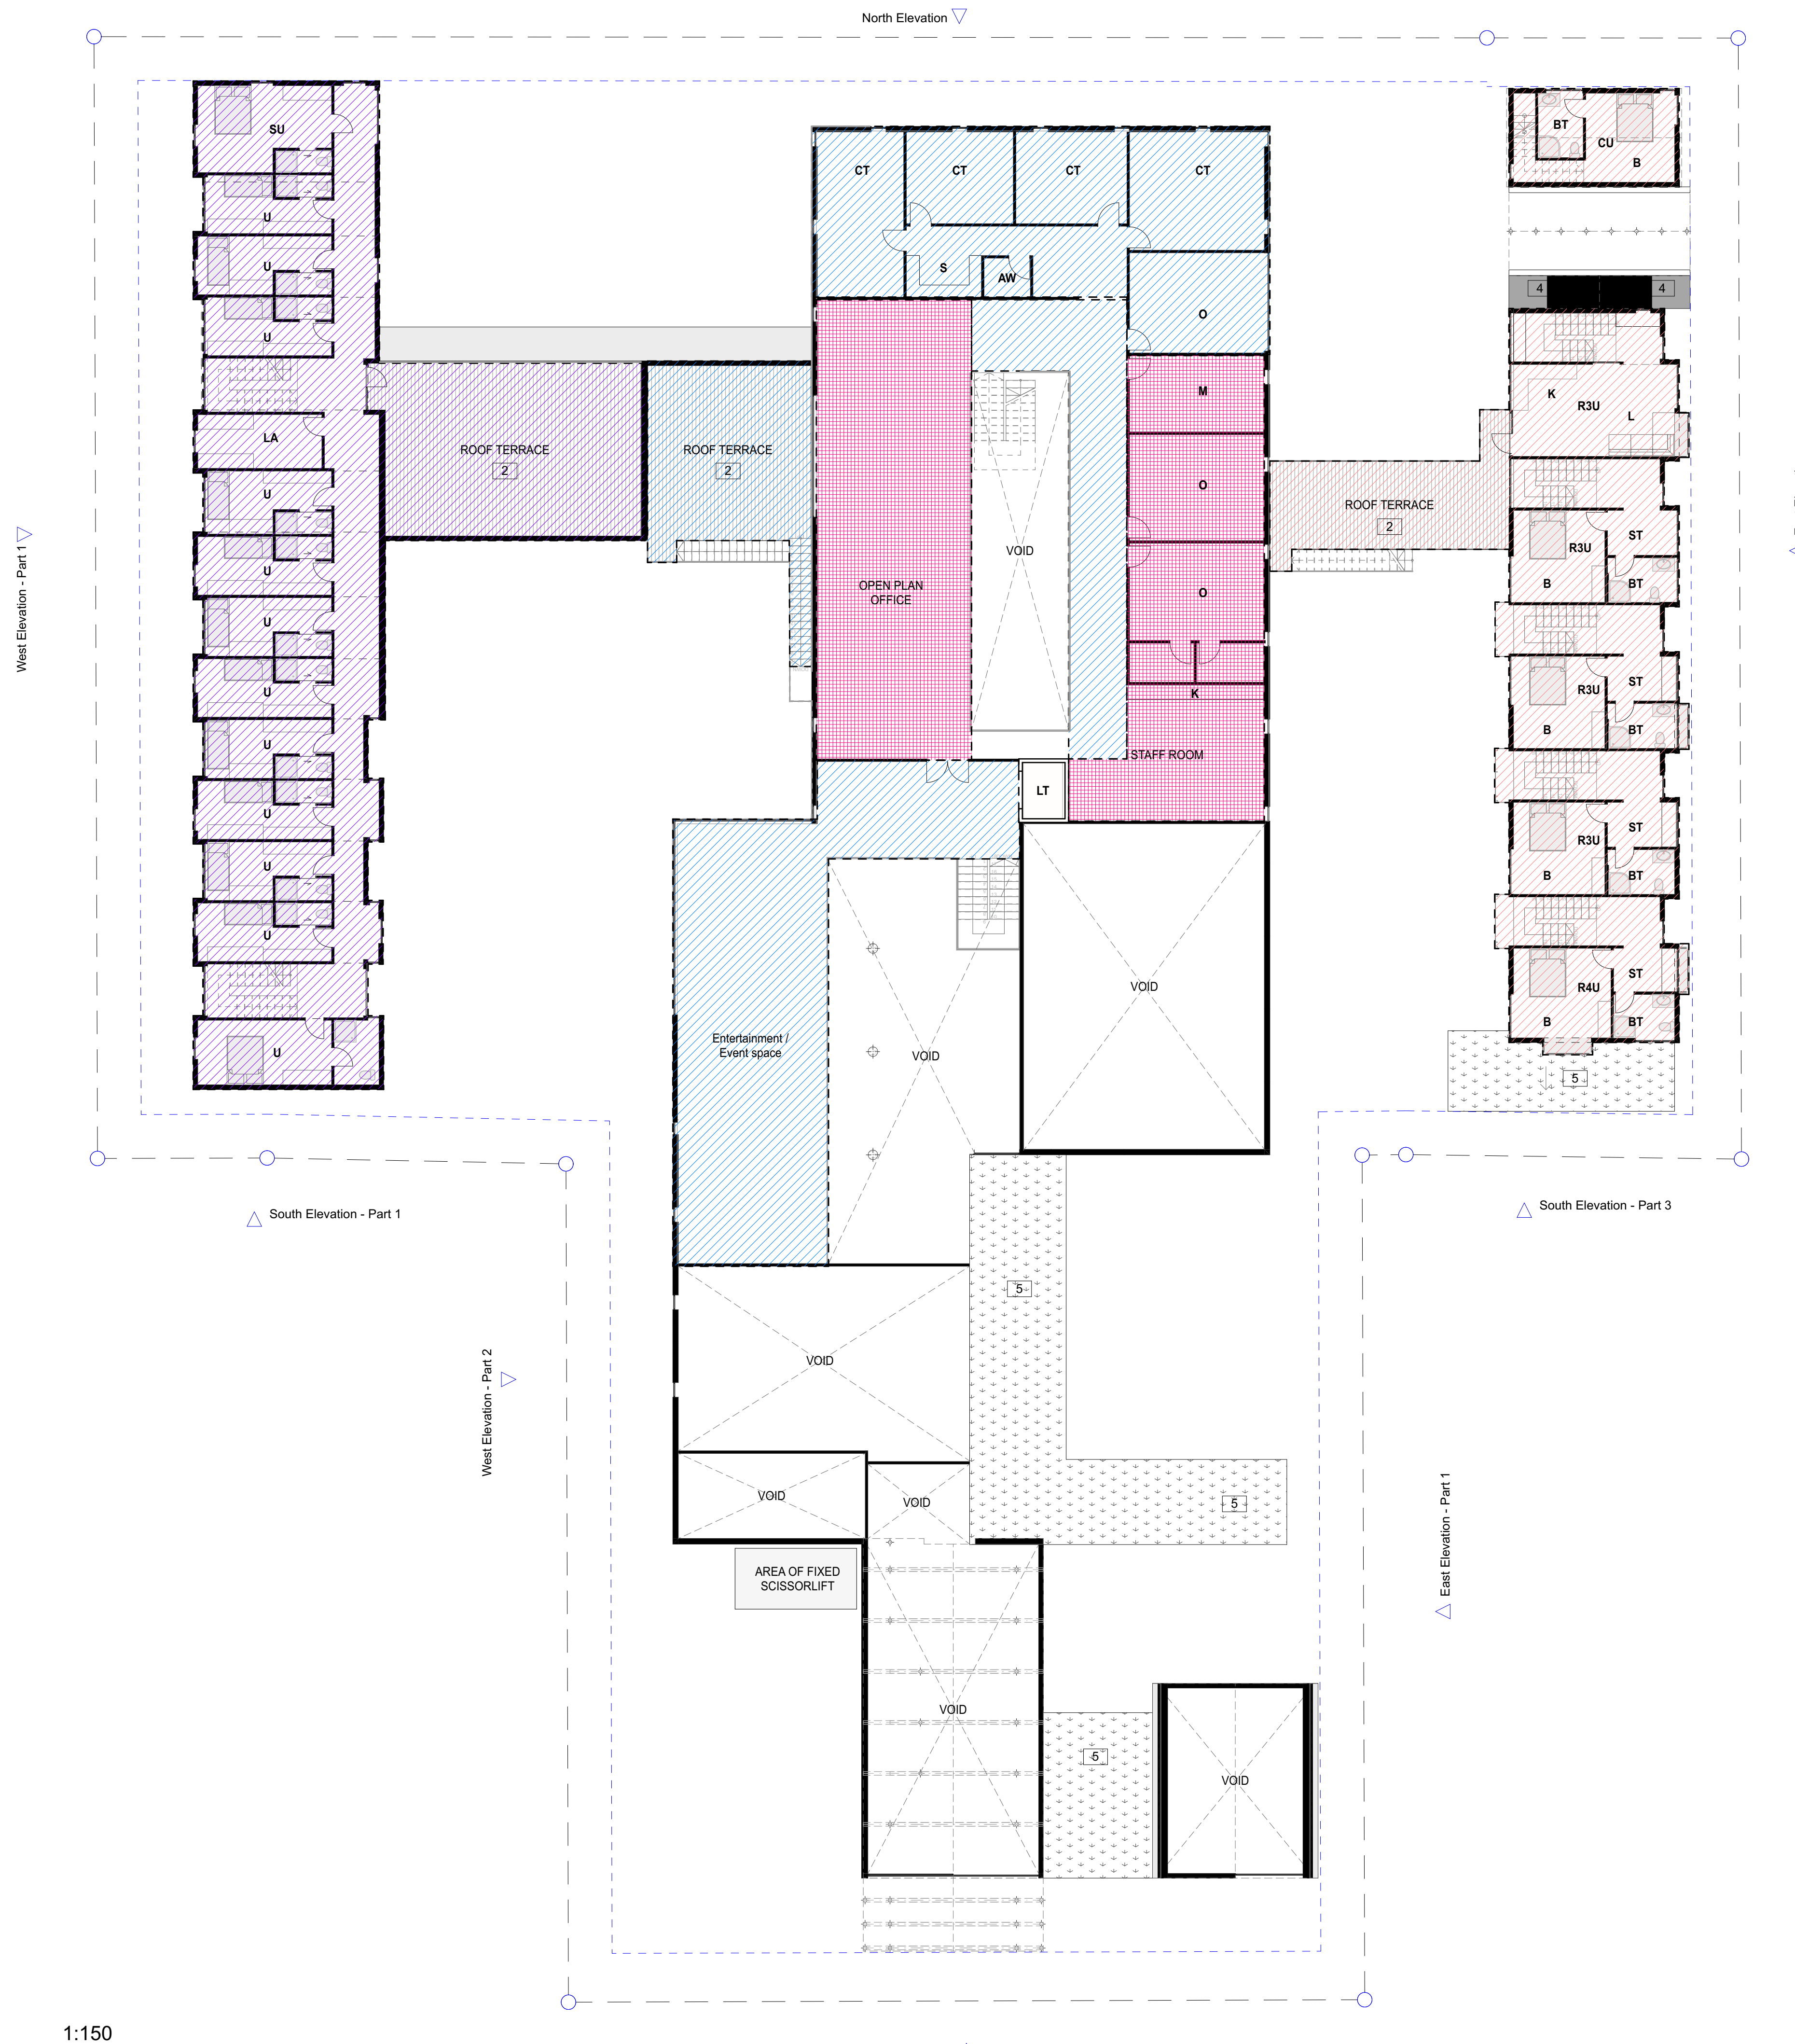 North Elevation
SU
U
U
U
LA
U
U
U
U
U
U
U
U
U
ROOF TERRACE
2
ROOF TERRACE
2
CT
CT
CT
CT
S
AW
O
M
O
O
K
STAFF ROOM
OPEN PLAN
OFFICE
VOID
LT
ROOF TERRACE
2
BT
CU
B
4
4
K
R3U
L
R3U
ST
B
BT
R3U
ST
B
BT
R3U
ST
B
BT
R4U
ST
B
BT
5
West Elevation - Part 1
VOID
Entertainment /
Event space
VOID
South Elevation - Part 1
South Elevation - Part 3
5
West Elevation - Part 2
VOID
VOID
VOID
5
AREA OF FIXED
SCISSORLIFT
East Elevation - Part 1
VOID
5
VOID
1:150